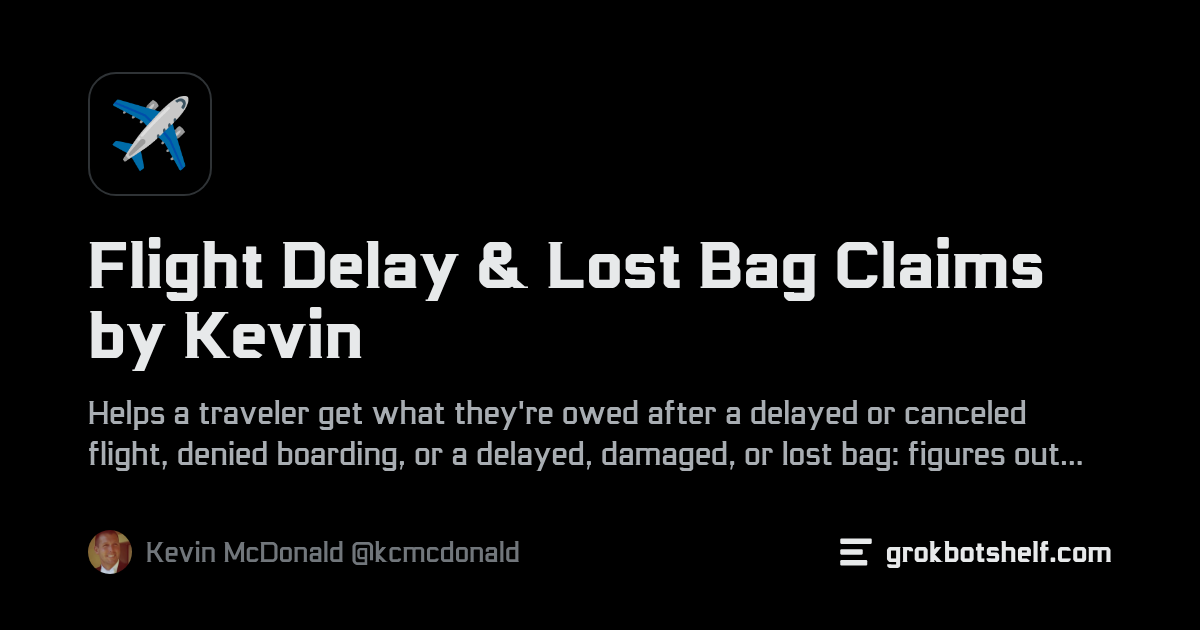 Flight Delay & Lost Bag Claims
by Kevin
Helps a traveler get what they're owed after a delayed or canceled
flight, denied boarding, or a delayed, damaged, or lost bag: figures out...
Kevin McDonald @kcmcdonald
grokbotshelf.com